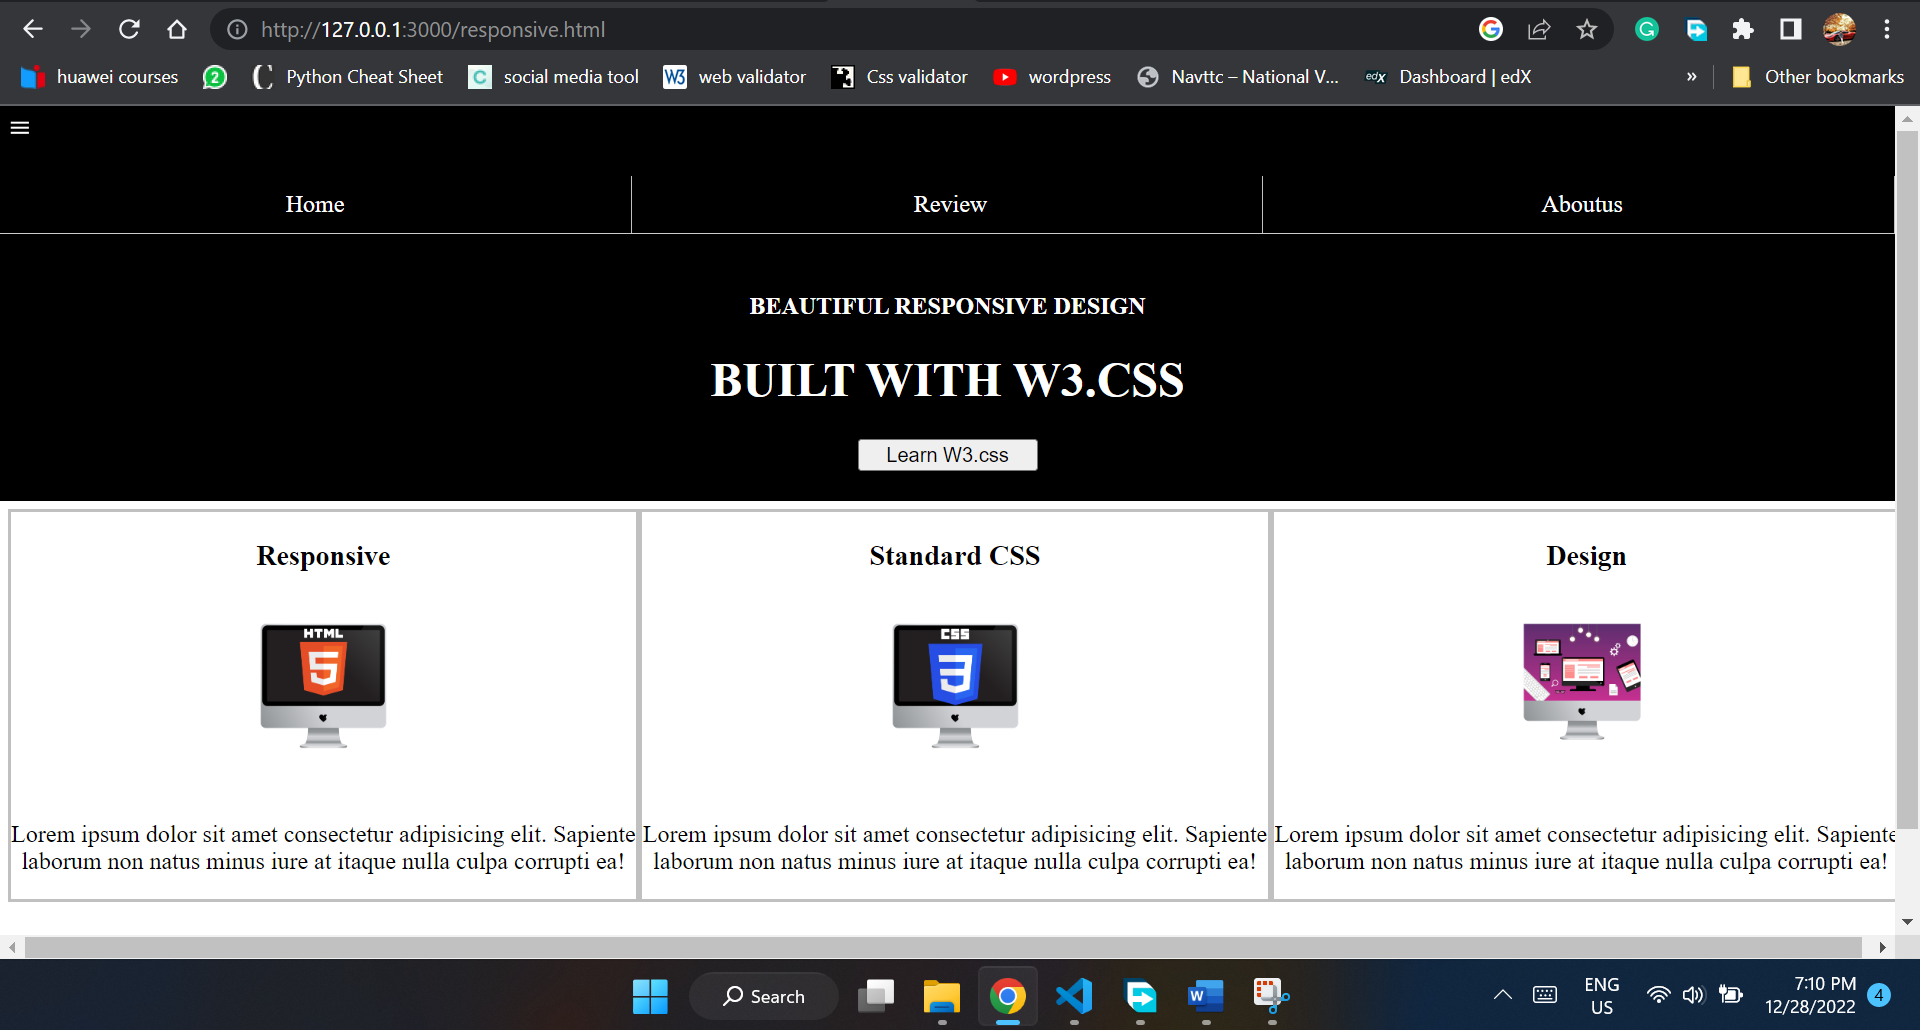 http://127.0.0.1:3000/responsive.html
huawei courses
2
Python Cheat Sheet
C
social media tool
W3
web validator
Css validator
wordpress
Navttc – National V...
edX
Dashboard | edX
»
Other bookmarks
Home
Review
Aboutus
BEAUTIFUL RESPONSIVE DESIGN
BUILT WITH W3.CSS
Learn W3.css
Responsive
Standard CSS
Design
HTML
5
CSS
3
Lorem ipsum dolor sit amet consectetur adipisicing elit. Sapiente
laborum non natus minus iure at itaque nulla culpa corrupti ea!
Lorem ipsum dolor sit amet consectetur adipisicing elit. Sapiente
laborum non natus minus iure at itaque nulla culpa corrupti ea!
Lorem ipsum dolor sit amet consectetur adipisicing elit. Sapiente
laborum non natus minus iure at itaque nulla culpa corrupti ea!
Search
W
ENG
US
7:10 PM
12/28/2022
4